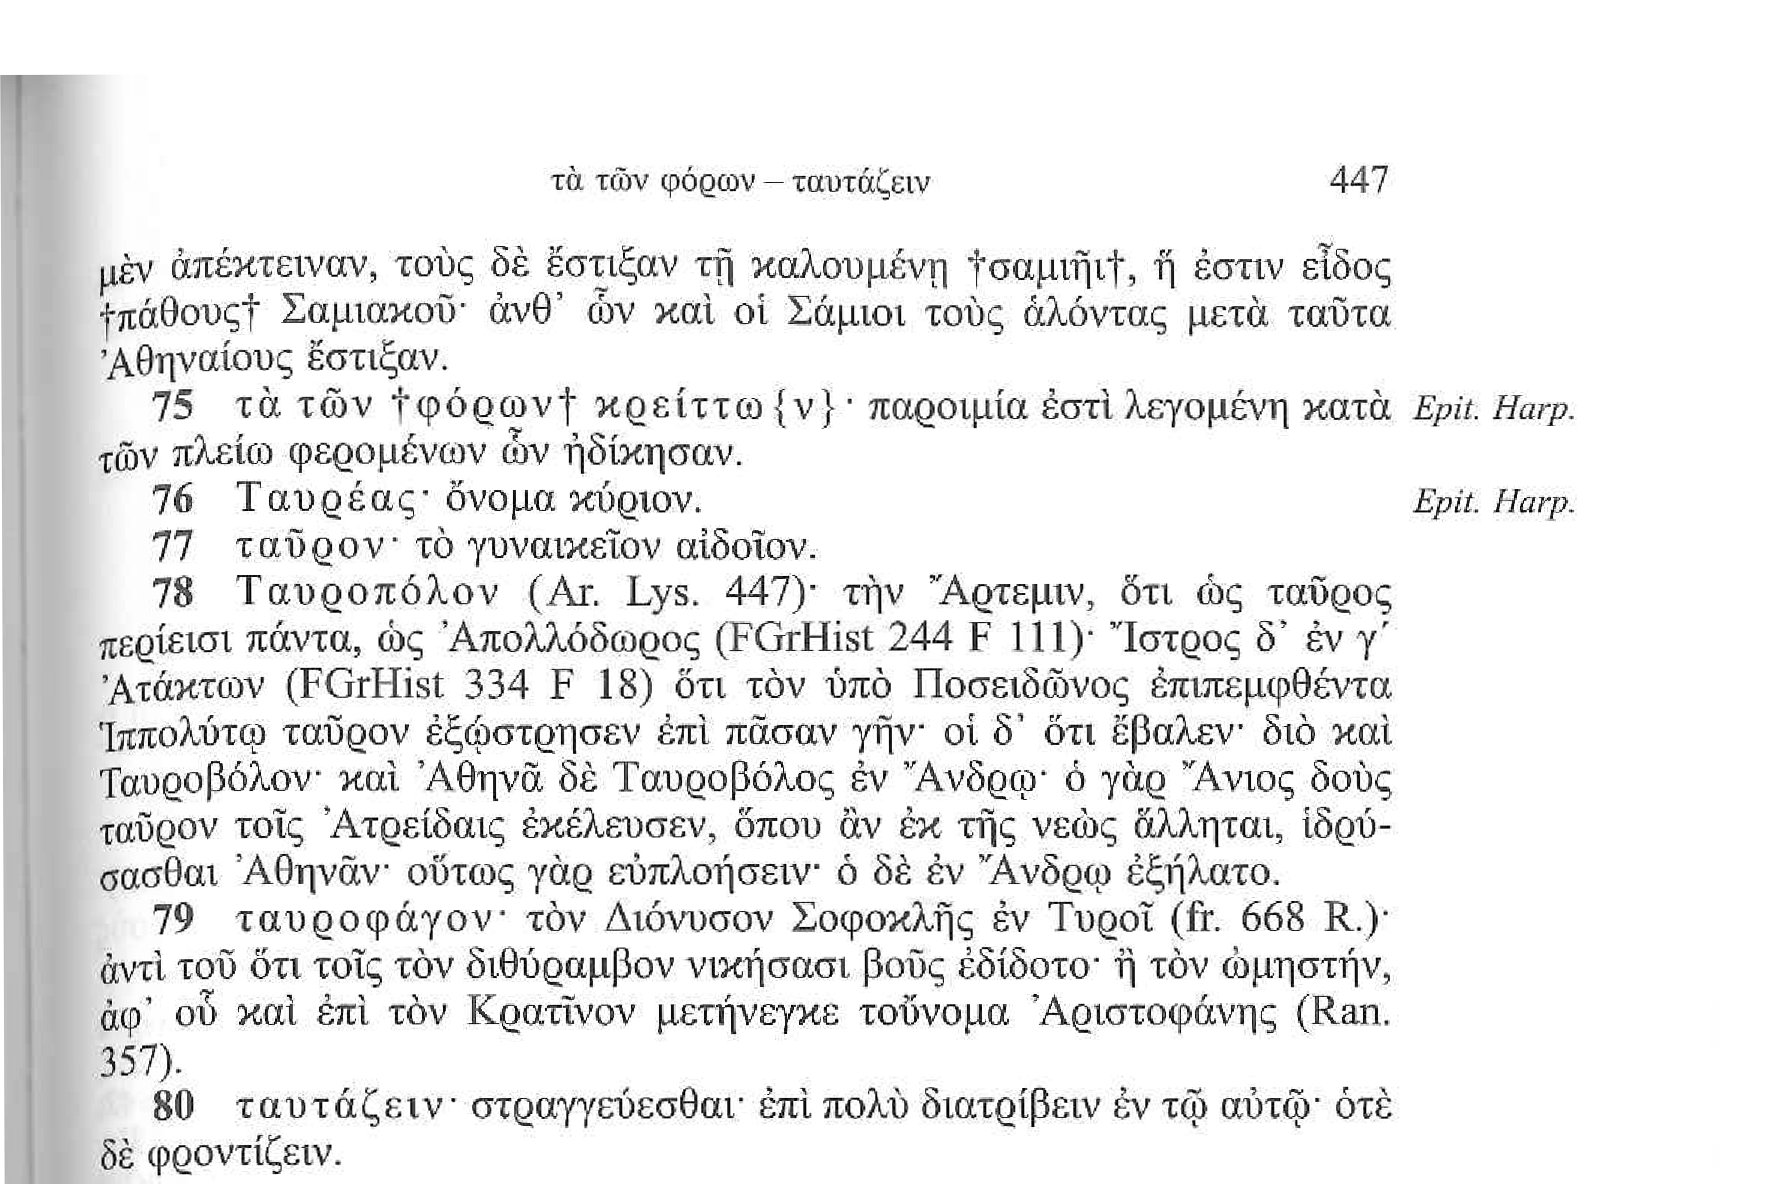 τὰ τῶν φόρων – ταυτάζειν 447
μὲν ἀπέκτειναν, τοὺς δὲ ἔστιξαν τῇ καλουμένῃ †σαμιῆι†, ἥ ἐστιν εἶδος
†πάθους† Σαμιακοῦ· ἀνθ’ ὧν καὶ οἱ Σάμιοι τοὺς ἁλόντας μετὰ ταῦτα
Ἀθηναίους ἔστιξαν.
75 τὰ τῶν †φόρων† κρείττω{ν}· παροιμία ἐστὶ λεγομένη κατὰ Epit. Harp.
τῶν πλείω φερομένων ὧν ἠδίκησαν.
76 Ταυρέας· ὄνομα κύριον. Epit. Harp.
77 ταῦρον· τὸ γυναικεῖον αἰδοῖον.
78 Ταυροπόλον (Ar. Lys. 447)· τὴν Ἄρτεμιν, ὅτι ὡς ταῦρος
περίεισι πάντα, ὡς Ἀπολλόδωρος (FGrHist 244 F 111)· Ἴστρος δ’ ἐν γ′
Ἀτάκτων (FGrHist 334 F 18) ὅτι τὸν ὑπὸ Ποσειδῶνος ἐπιπεμφθέντα
Ἱππολύτῳ ταῦρον ἐξῴστρησεν ἐπὶ πᾶσαν γῆν· οἱ δ’ ὅτι ἔβαλεν· διὸ καὶ
Ταυροβόλον· καὶ Ἀθηνᾶ δὲ Ταυροβόλος ἐν Ἄνδρῳ· ὁ γὰρ Ἄνιος δοὺς
ταῦρον τοῖς Ἀτρείδαις ἐκέλευσεν, ὅπου ἂν ἐκ τῆς νεὼς ἅλληται, ἱδρύ-
σασθαι Ἀθηνᾶν· οὕτως γὰρ εὐπλοήσειν· ὁ δὲ ἐν Ἄνδρῳ ἐξήλατο.
79 ταυροφάγον· τὸν Διόνυσον Σοφοκλῆς ἐν Τυροῖ (fr. 668 R.)·
ἀντὶ τοῦ ὅτι τοῖς τὸν διθύραμβον νικήσασι βοῦς ἐδίδοτο· ἢ τὸν ὠμηστήν,
ἀφ’ οὗ καὶ ἐπὶ τὸν Κρατῖνον μετήνεγκε τοὔνομα Ἀριστοφάνης (Ran.
357).
80 ταυτάζειν· στραγγεύεσθαι· ἐπὶ πολὺ διατρίβειν ἐν τῷ αὐτῷ· ὁτὲ
δὲ φροντίζειν.